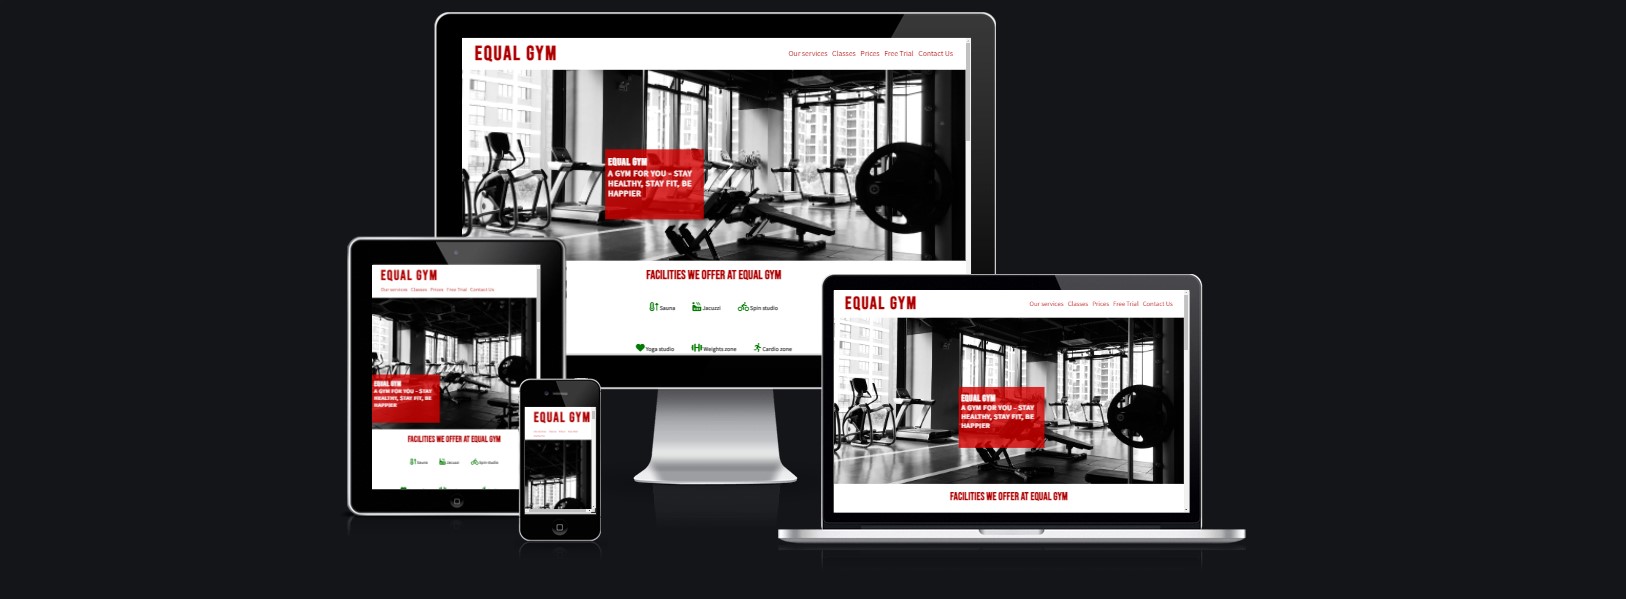 EQUAL GYM
Our services Classes Prices Free Trial Contact Us
EQUAL GYM
A GYM FOR YOU - STAY
HEALTHY, STAY FIT, BE
HAPPIER
FACILITIES WE OFFER AT EQUAL GYM
Sauna Jacuzzi Spin studio
Yoga studio Weights zone Cardio zone
EQUAL GYM
Our services Classes Prices Free Trial Contact Us
EQUAL GYM
A GYM FOR YOU - STAY
HEALTHY, STAY FIT, BE
HAPPIER
FACILITIES WE OFFER AT EQUAL GYM
Sauna Jacuzzi Spin studio
EQUAL GYM
EQUAL GYM
Our services Classes Prices Free Trial Contact Us
EQUAL GYM
A GYM FOR YOU - STAY
HEALTHY, STAY FIT, BE
HAPPIER
FACILITIES WE OFFER AT EQUAL GYM